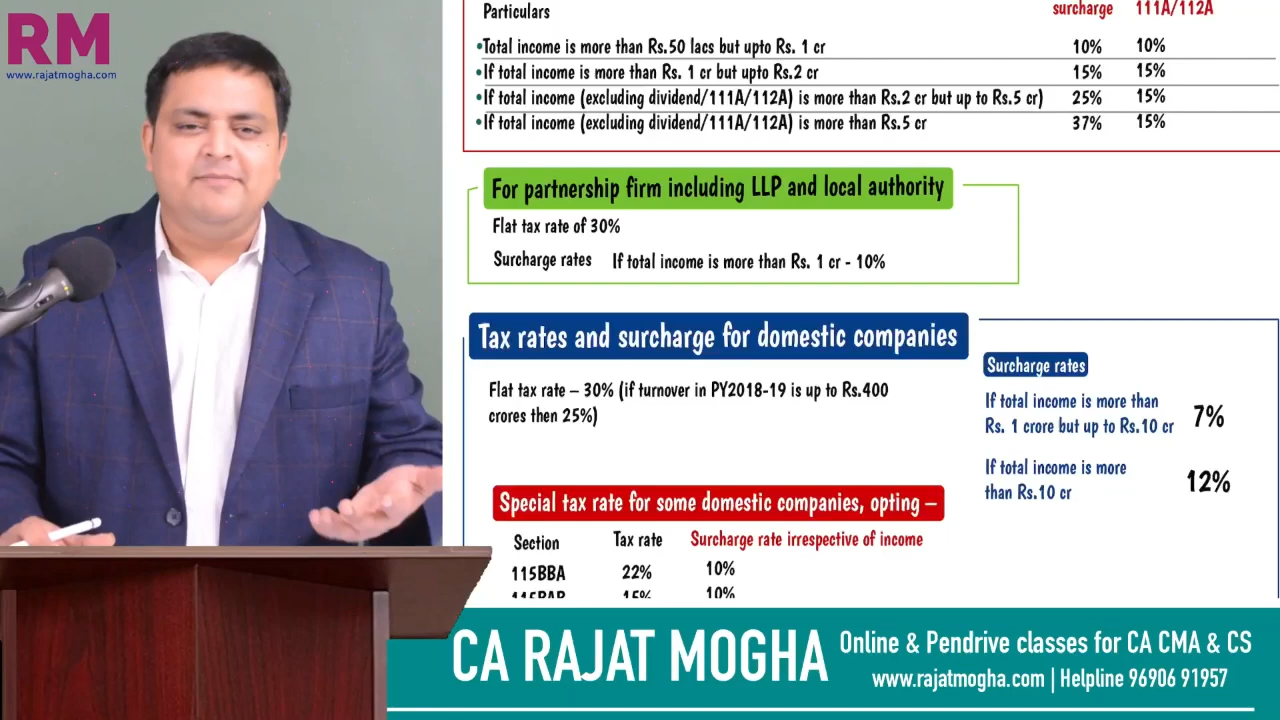 RM
www.rajatmogha.com
Particulars surcharge 111A/112A
•Total income is more than Rs.50 lacs but upto Rs. 1 cr 10% 10%
•If total income is more than Rs. 1 cr but upto Rs.2 cr 15% 15%
•If total income (excluding dividend/111A/112A) is more than Rs.2 cr but up to Rs.5 cr) 25% 15%
•If total income (excluding dividend/111A/112A) is more than Rs.5 cr 37% 15%
For partnership firm including LLP and local authority
Flat tax rate of 30%
Surcharge rates If total income is more than Rs. 1 cr - 10%
Tax rates and surcharge for domestic companies
Flat tax rate – 30% (if turnover in PY2018-19 is up to Rs.400
crores then 25%)
Surcharge rates
If total income is more than
Rs. 1 crore but up to Rs.10 cr 7%
If total income is more
than Rs.10 cr 12%
Special tax rate for some domestic companies, opting –
Section Tax rate Surcharge rate irrespective of income
115BBA 22% 10%
115BAB 15% 10%
CA RAJAT MOGHA
Online & Pendrive classes for CA CMA & CS
www.rajatmogha.com | Helpline 96906 91957